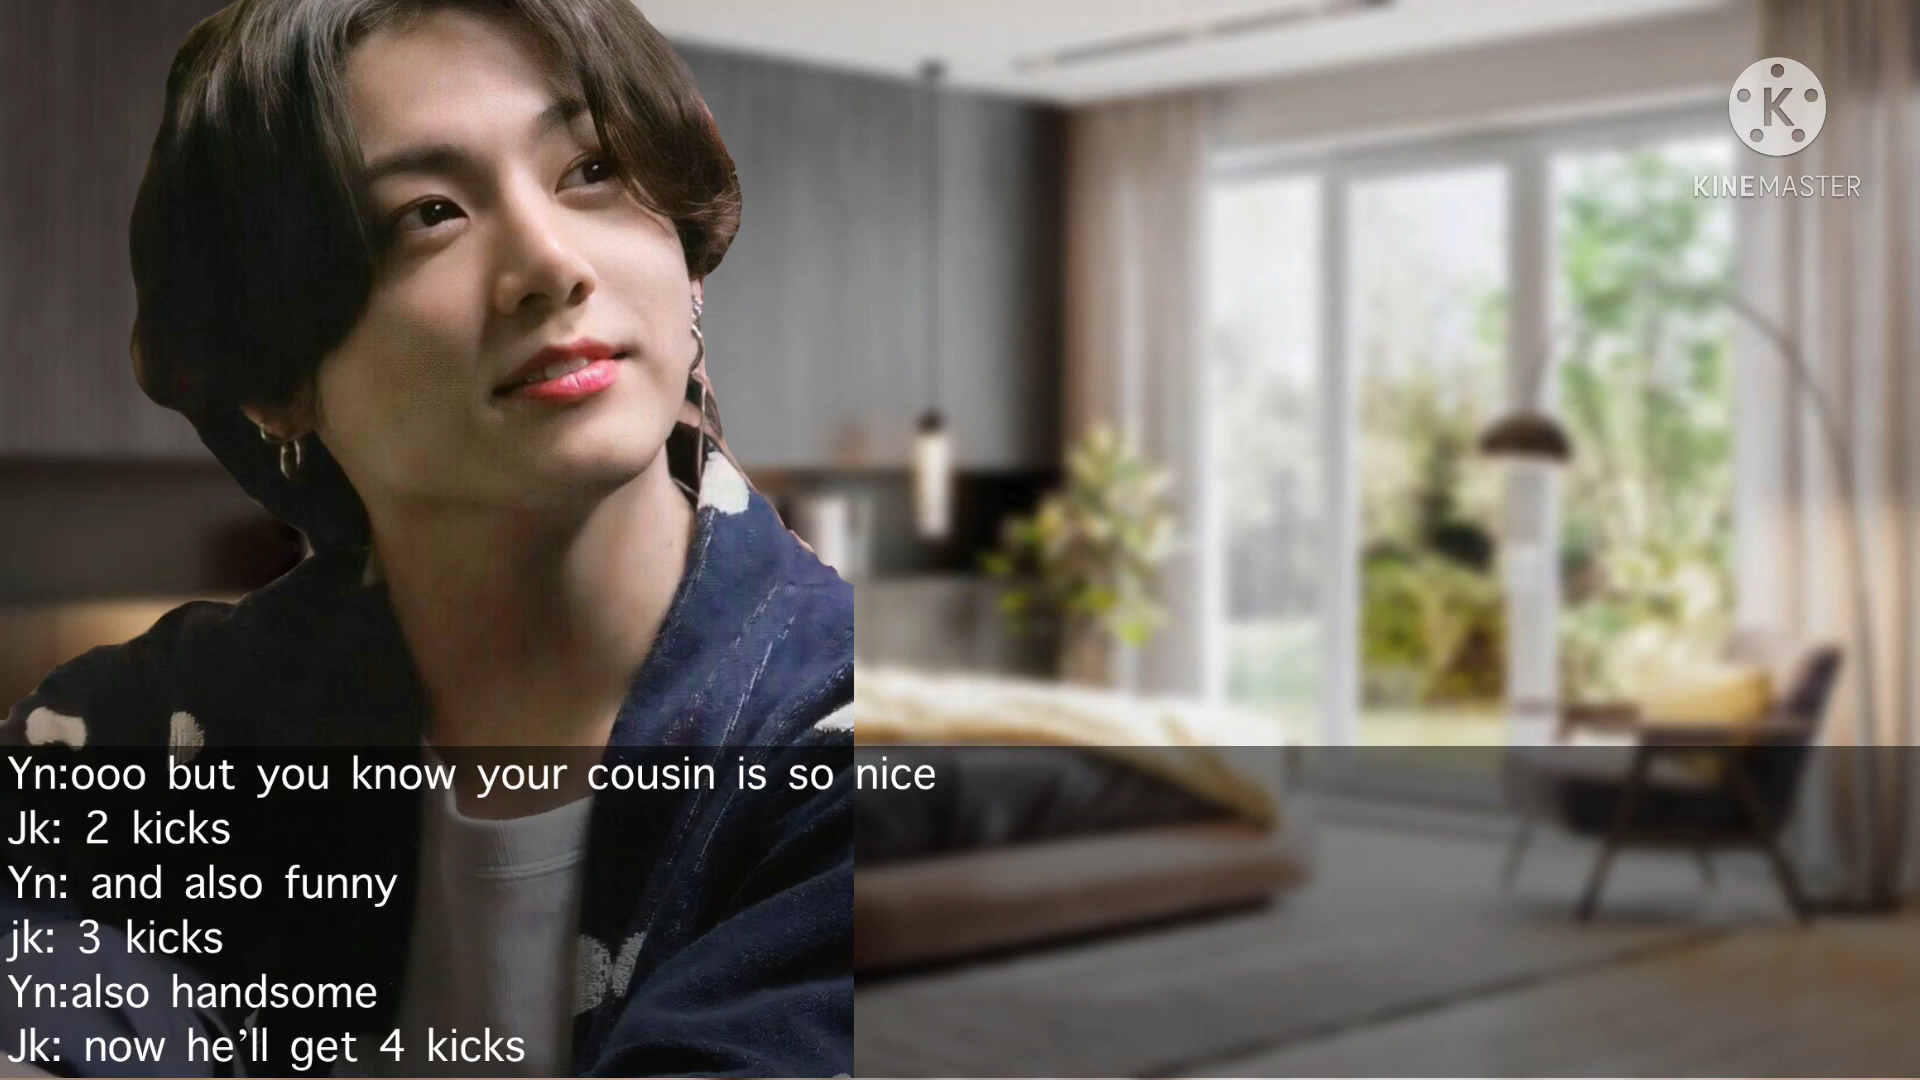 KINEMASTER
Yn:ooo but you know your cousin is so nice
Jk: 2 kicks
Yn: and also funny
jk: 3 kicks
Yn:also handsome
Jk: now he'll get 4 kicks